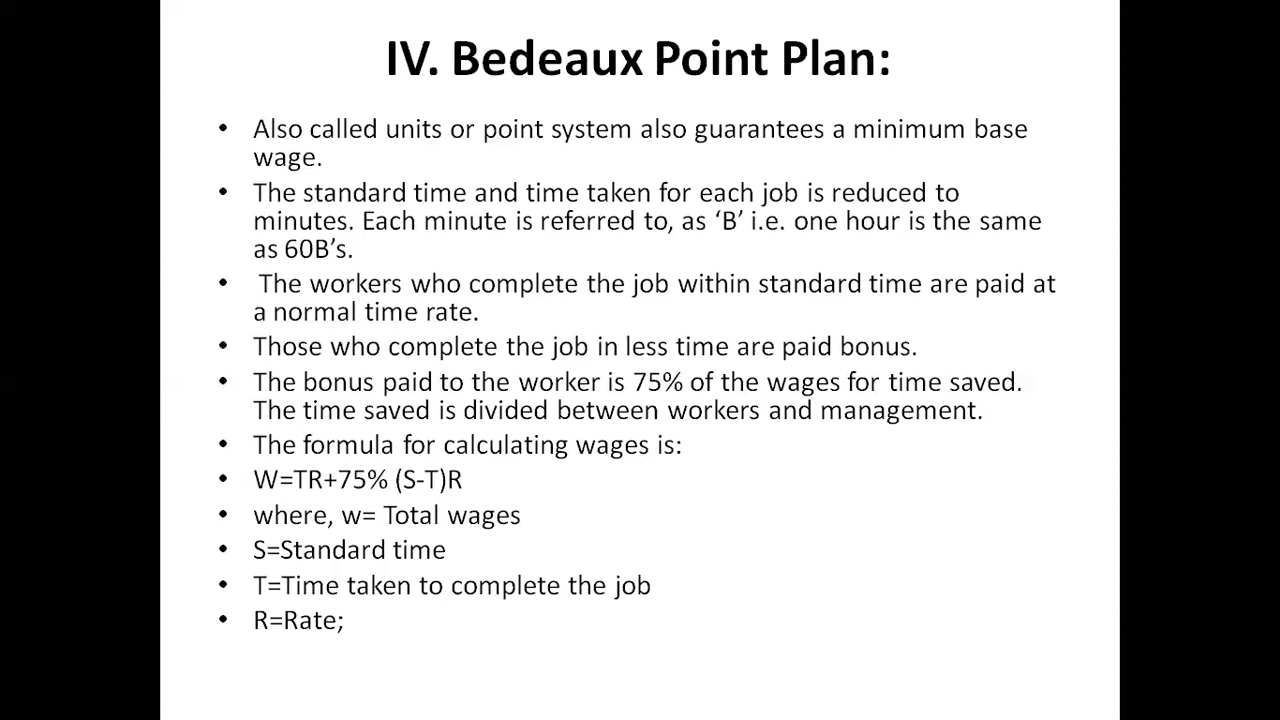 IV. Bedeaux Point Plan:
• Also called units or point system also guarantees a minimum base
wage.
• The standard time and time taken for each job is reduced to
minutes. Each minute is referred to, as ‘B’ i.e. one hour is the same
as 60B’s.
• The workers who complete the job within standard time are paid at
a normal time rate.
• Those who complete the job in less time are paid bonus.
• The bonus paid to the worker is 75% of the wages for time saved.
The time saved is divided between workers and management.
• The formula for calculating wages is:
• W=TR+75% (S-T)R
• where, w= Total wages
• S=Standard time
• T=Time taken to complete the job
• R=Rate;